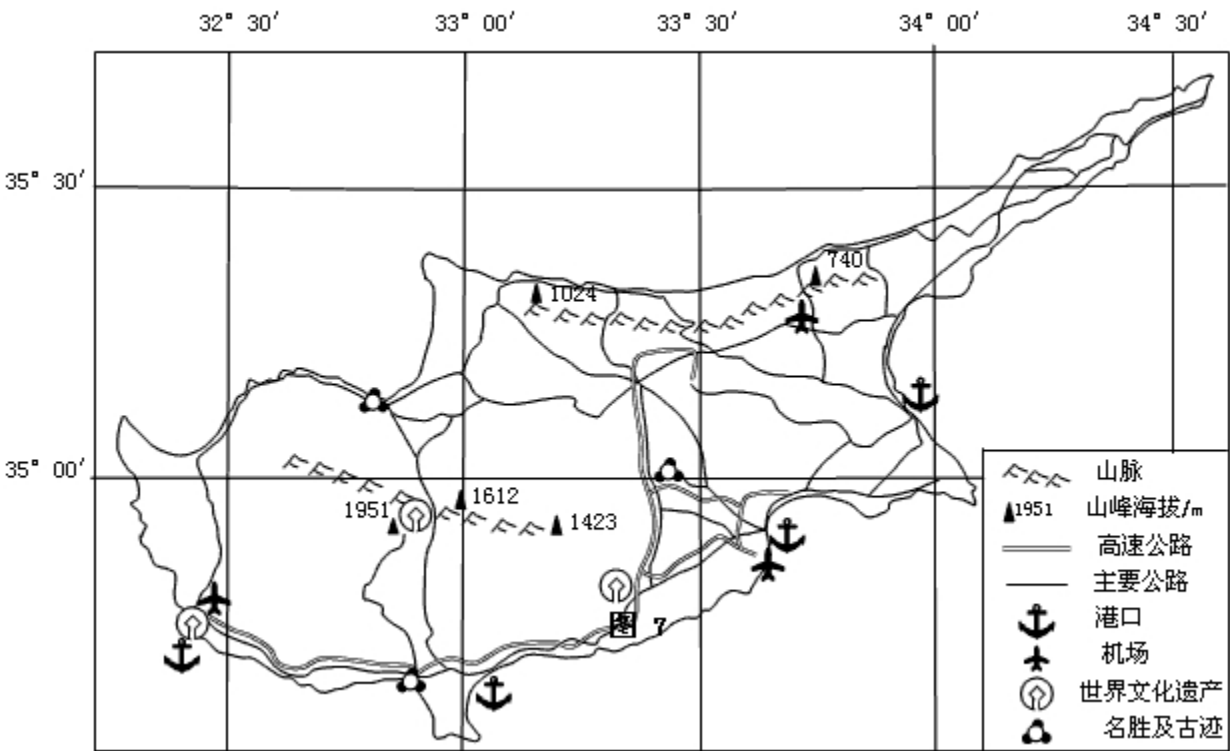 32° 30′ 33° 00′ 33° 30′ 34° 00′ 34° 30′
35° 30′
740
1024
35° 00′
1612
1951
1423
图 7
山脉
1951 山峰海拔/m
高速公路
主要公路
港口
机场
世界文化遗产
名胜及古迹